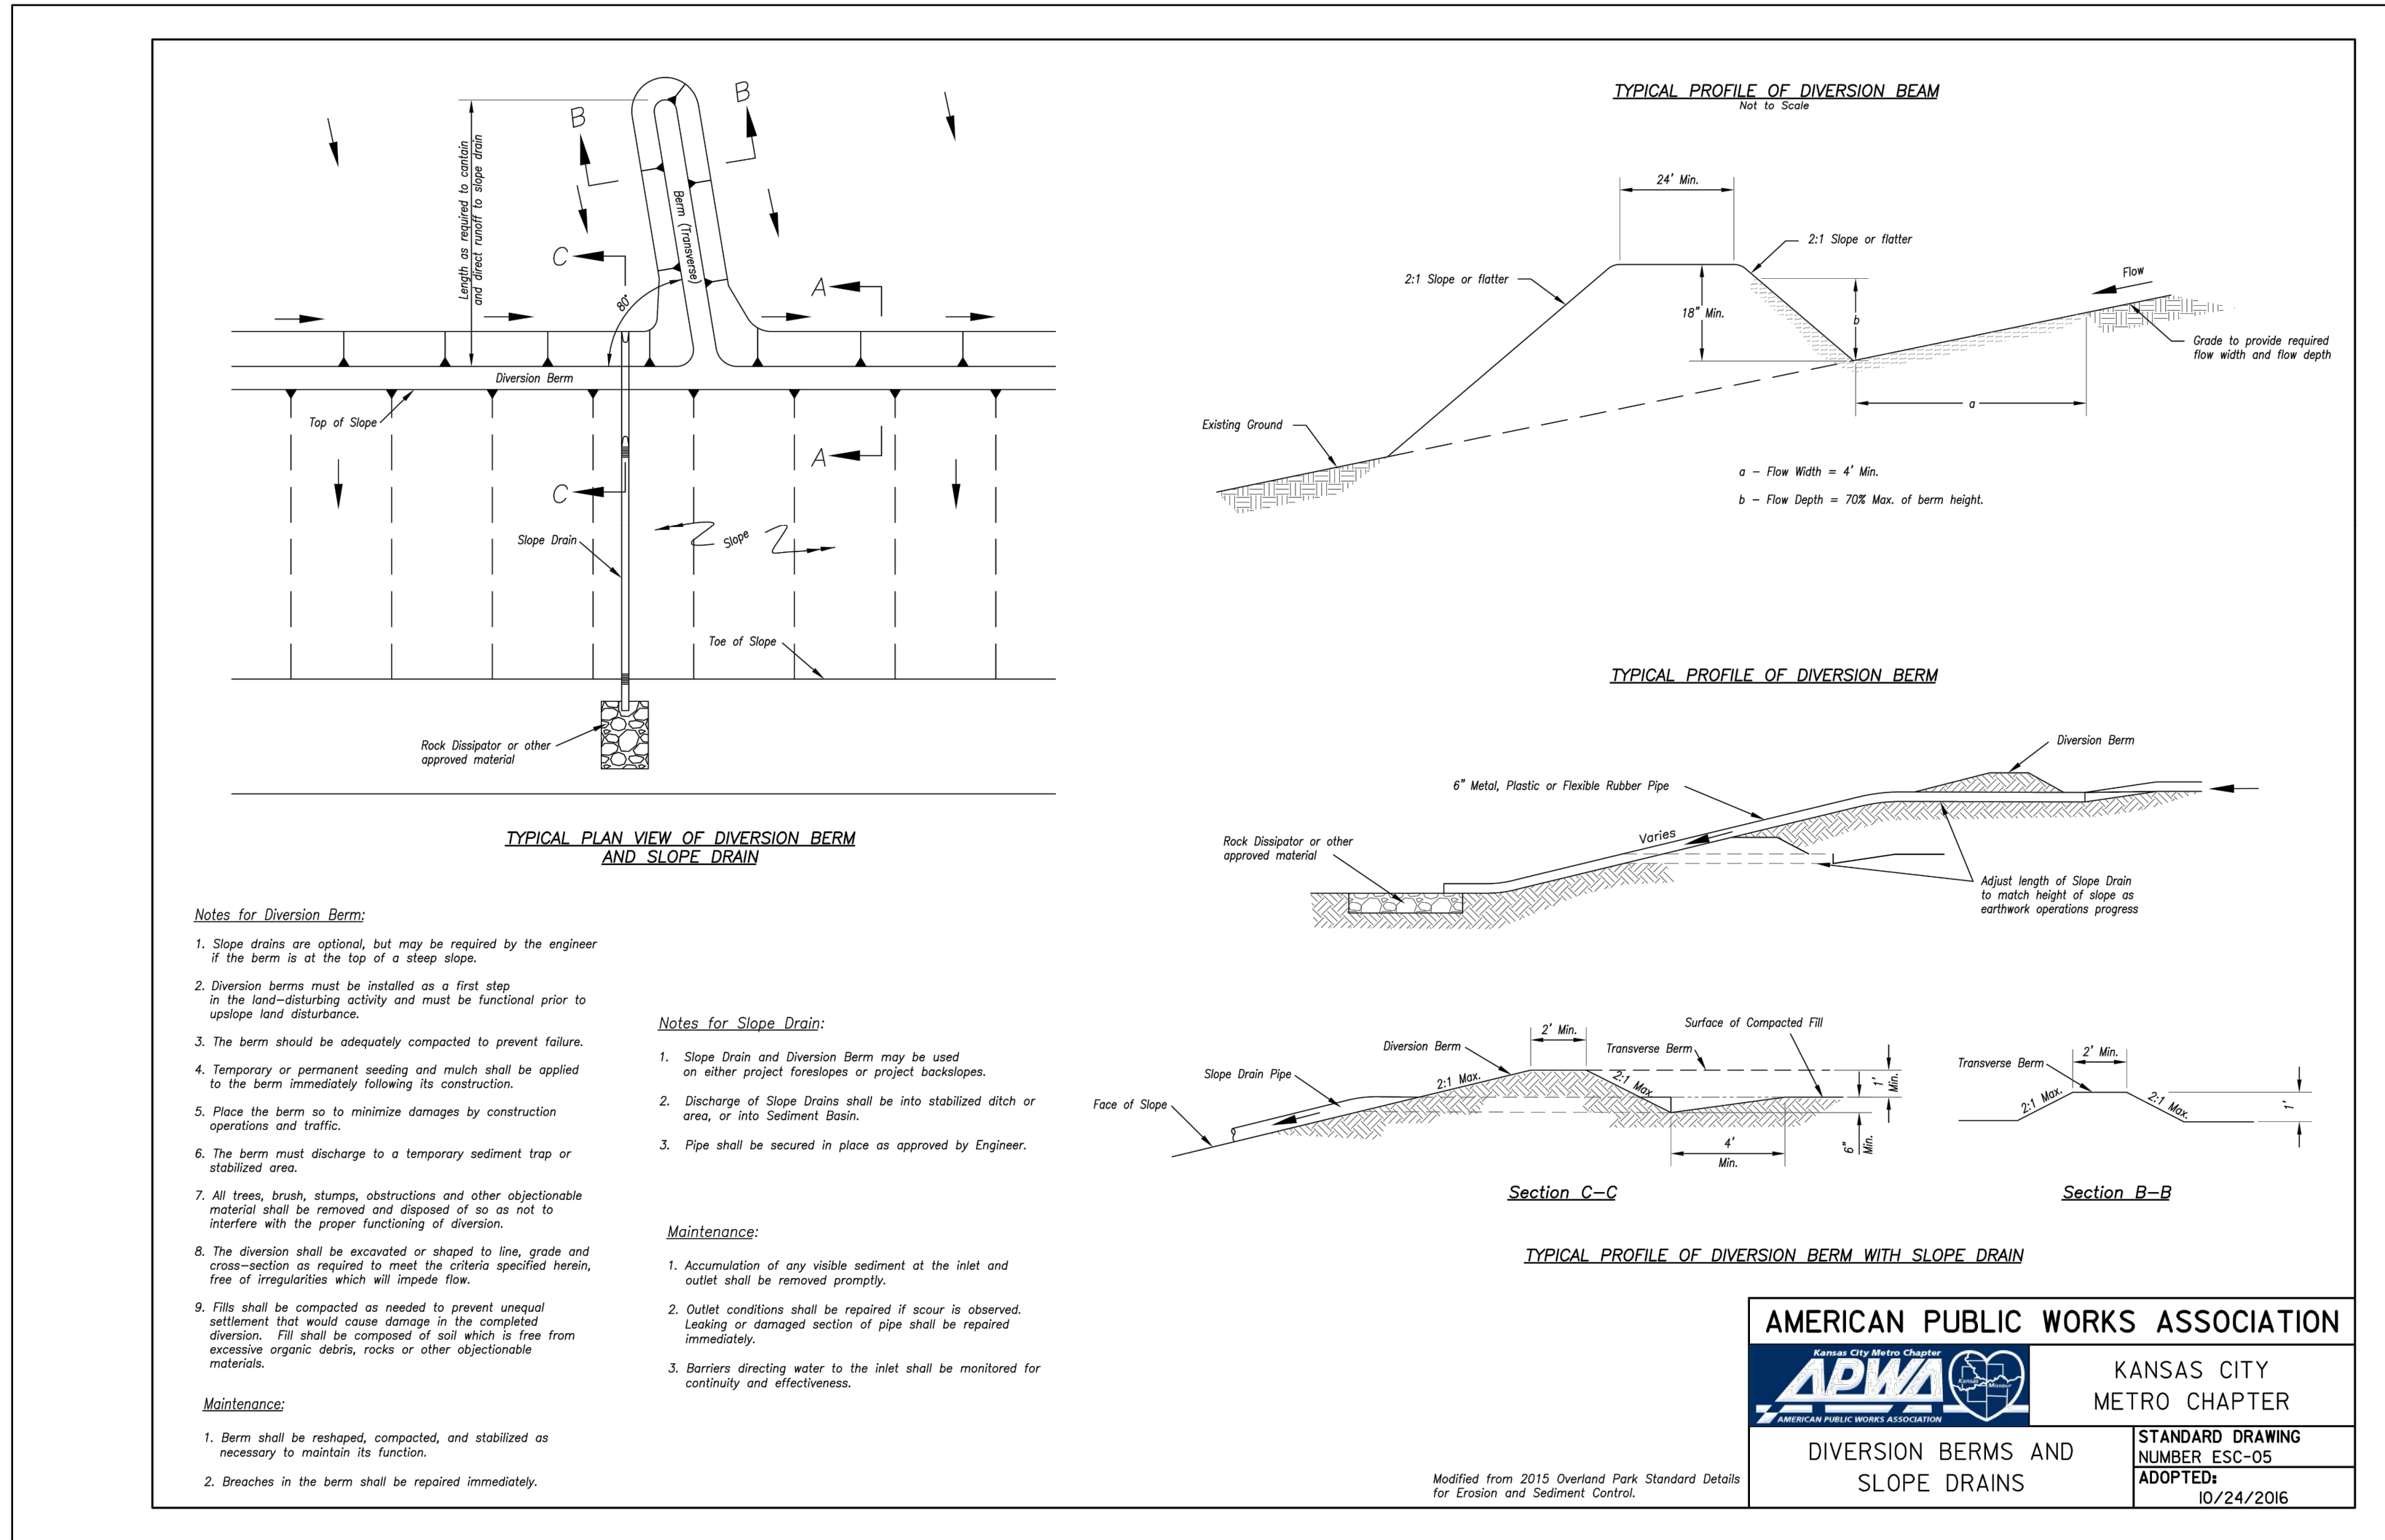 B
B
Length as required to cantain
and direct runoff to slope drain
Berm (Transverse)
C
A
80°
Diversion Berm
Top of Slope
A
C
Slope Drain
Slope
Toe of Slope
Rock Dissipator or other
approved material
TYPICAL PLAN VIEW OF DIVERSION BERM
AND SLOPE DRAIN
TYPICAL PROFILE OF DIVERSION BEAM
Not to Scale
24' Min.
2:1 Slope or flatter
2:1 Slope or flatter
Flow
18" Min.
b
Grade to provide required
flow width and flow depth
a
Existing Ground
a – Flow Width = 4' Min.
b – Flow Depth = 70% Max. of berm height.
TYPICAL PROFILE OF DIVERSION BERM
Diversion Berm
6" Metal, Plastic or Flexible Rubber Pipe
Varies
Rock Dissipator or other
approved material
Adjust length of Slope Drain
to match height of slope as
earthwork operations progress
2' Min.
Surface of Compacted Fill
Diversion Berm
Transverse Berm
Slope Drain Pipe
2:1 Max.
2:1 Max
1'
Min.
Face of Slope
4'
Min.
6"
Min.
Section C–C
2' Min.
Transverse Berm
2:1 Max.
2:1 Max.
1'
Section B–B
TYPICAL PROFILE OF DIVERSION BERM WITH SLOPE DRAIN
Notes for Diversion Berm:
1. Slope drains are optional, but may be required by the engineer
if the berm is at the top of a steep slope.
2. Diversion berms must be installed as a first step
in the land–disturbing activity and must be functional prior to
upslope land disturbance.
3. The berm should be adequately compacted to prevent failure.
4. Temporary or permanent seeding and mulch shall be applied
to the berm immediately following its construction.
5. Place the berm so to minimize damages by construction
operations and traffic.
6. The berm must discharge to a temporary sediment trap or
stabilized area.
7. All trees, brush, stumps, obstructions and other objectionable
material shall be removed and disposed of so as not to
interfere with the proper functioning of diversion.
8. The diversion shall be excavated or shaped to line, grade and
cross–section as required to meet the criteria specified herein,
free of irregularities which will impede flow.
9. Fills shall be compacted as needed to prevent unequal
settlement that would cause damage in the completed
diversion. Fill shall be composed of soil which is free from
excessive organic debris, rocks or other objectionable
materials.
Maintenance:
1. Berm shall be reshaped, compacted, and stabilized as
necessary to maintain its function.
2. Breaches in the berm shall be repaired immediately.
Notes for Slope Drain:
1. Slope Drain and Diversion Berm may be used
on either project foreslopes or project backslopes.
2. Discharge of Slope Drains shall be into stabilized ditch or
area, or into Sediment Basin.
3. Pipe shall be secured in place as approved by Engineer.
Maintenance:
1. Accumulation of any visible sediment at the inlet and
outlet shall be removed promptly.
2. Outlet conditions shall be repaired if scour is observed.
Leaking or damaged section of pipe shall be repaired
immediately.
3. Barriers directing water to the inlet shall be monitored for
continuity and effectiveness.
Modified from 2015 Overland Park Standard Details
for Erosion and Sediment Control.
AMERICAN PUBLIC WORKS ASSOCIATION
Kansas City Metro Chapter
APWA
Kansas
Missouri
AMERICAN PUBLIC WORKS ASSOCIATION
KANSAS CITY
METRO CHAPTER
DIVERSION BERMS AND
SLOPE DRAINS
STANDARD DRAWING
NUMBER ESC-05
ADOPTED:
10/24/2016